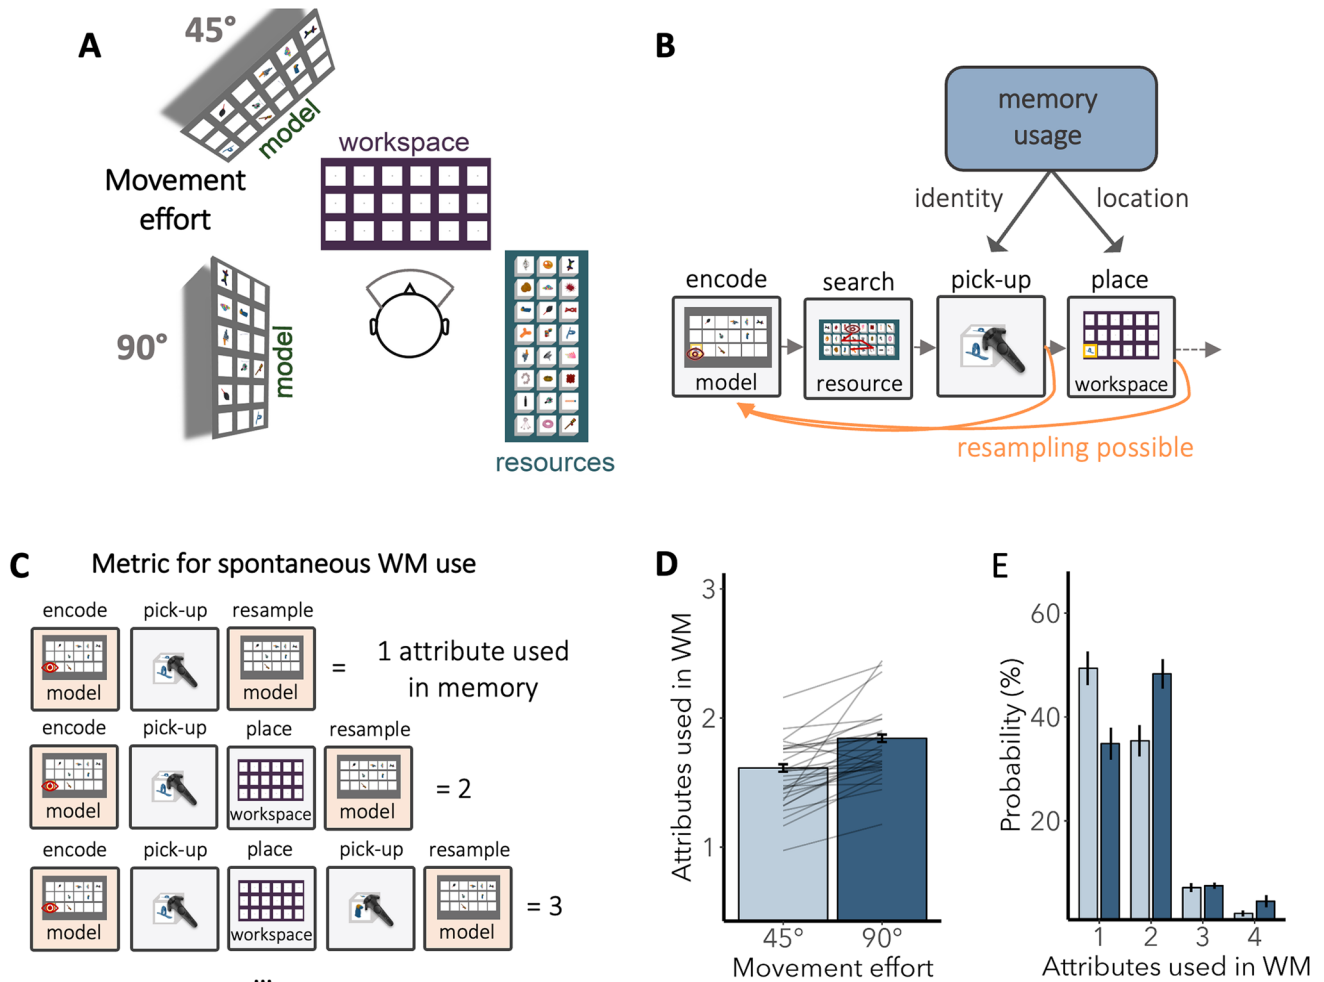 A
45°
model
Movement
effort
90°
model
workspace
resources
B
memory
usage
identity
location
encode
search
pick-up
place
model
resource
workspace
resampling possible
C
Metric for spontaneous WM use
encode
pick-up
resample
model
model
=
1 attribute used
in memory
encode
pick-up
place
resample
model
workspace
model
= 2
encode
pick-up
place
pick-up
resample
model
workspace
model
= 3
...
D
Attributes used in WM
3
2
1
45°
90°
Movement effort
E
Probability (%)
60
40
20
1
2
3
4
Attributes used in WM